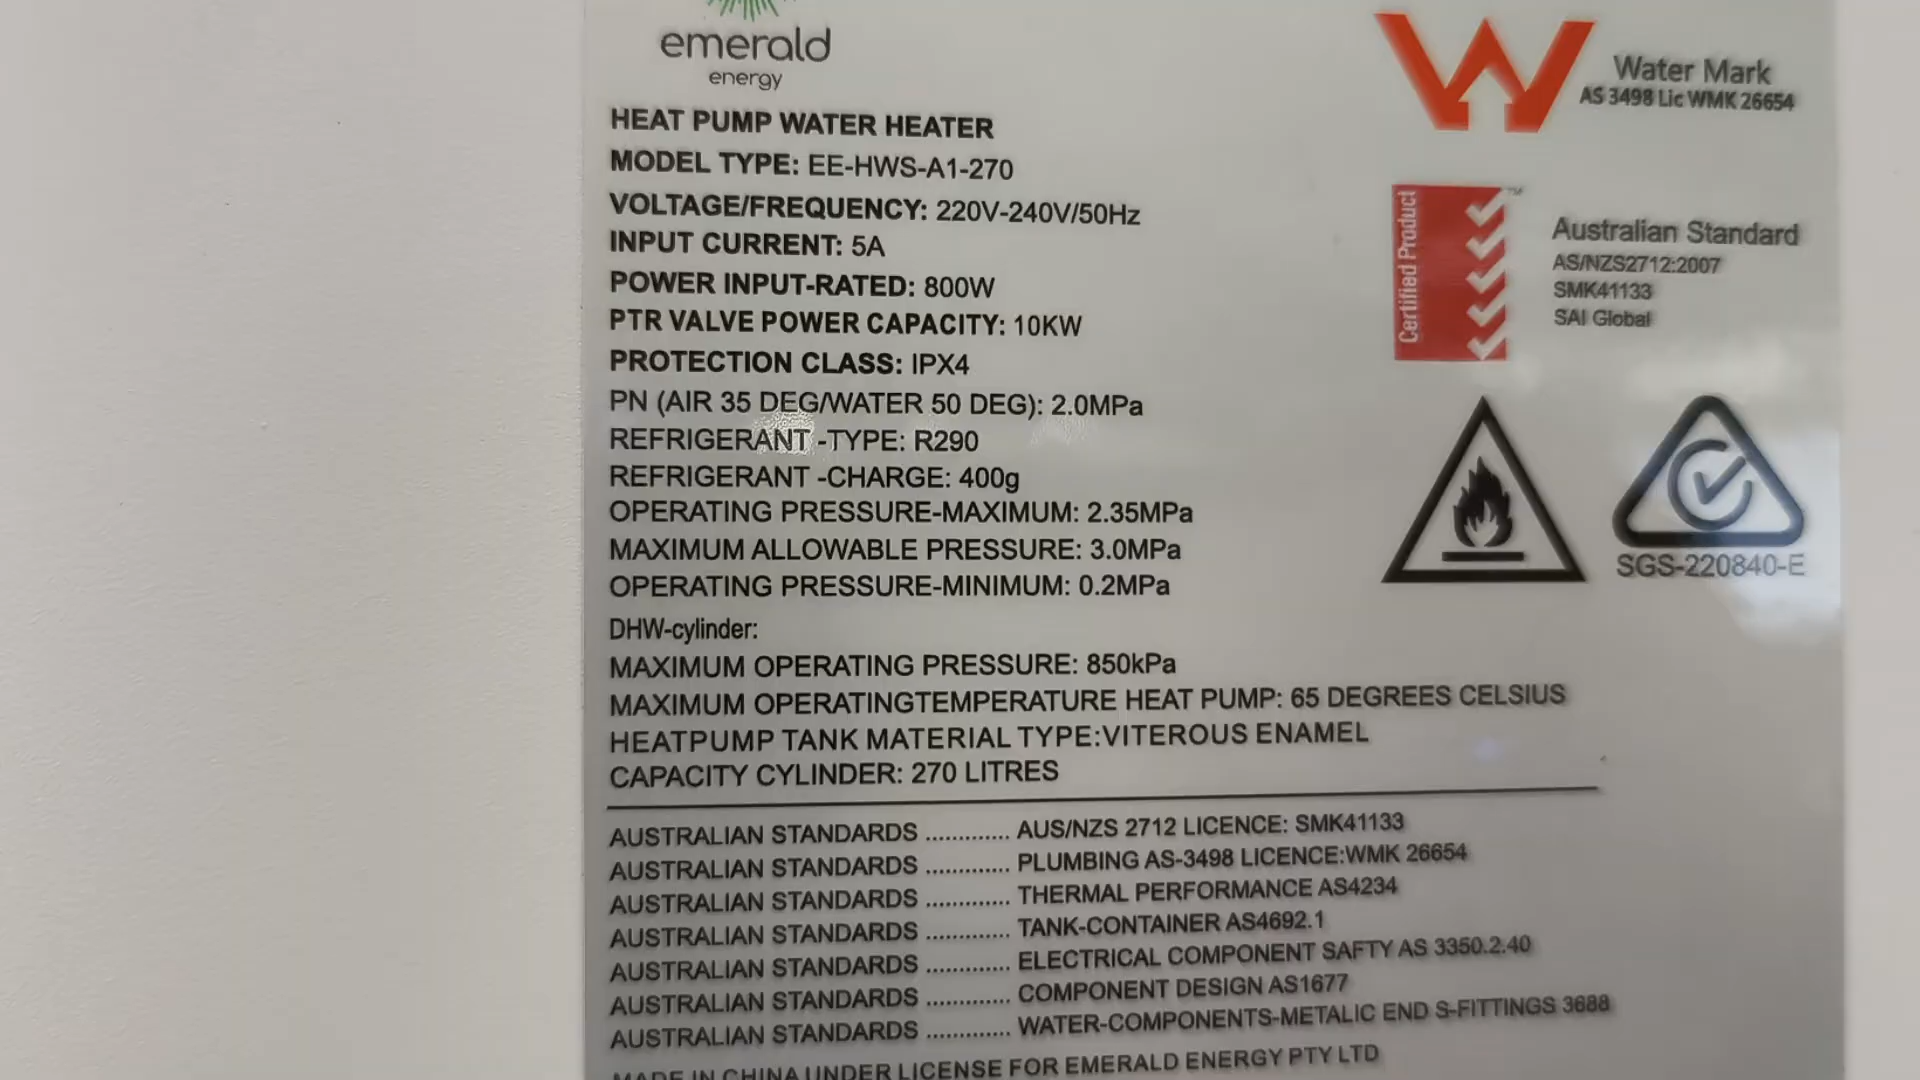 emerald
energy
HEAT PUMP WATER HEATER
MODEL TYPE: EE-HWS-A1-270
VOLTAGE/FREQUENCY: 220V-240V/50Hz
INPUT CURRENT: 5A
POWER INPUT-RATED: 800W
PTR VALVE POWER CAPACITY: 10KW
PROTECTION CLASS: IPX4
PN (AIR 35 DEG/WATER 50 DEG): 2.0MPa
REFRIGERANT -TYPE: R290
REFRIGERANT -CHARGE: 400g
OPERATING PRESSURE-MAXIMUM: 2.35MPa
MAXIMUM ALLOWABLE PRESSURE: 3.0MPa
OPERATING PRESSURE-MINIMUM: 0.2MPa
DHW-cylinder:
MAXIMUM OPERATING PRESSURE: 850kPa
MAXIMUM OPERATINGTEMPERATURE HEAT PUMP: 65 DEGREES CELSIUS
HEATPUMP TANK MATERIAL TYPE:VITEROUS ENAMEL
CAPACITY CYLINDER: 270 LITRES
AUSTRALIAN STANDARDS ............. AUS/NZS 2712 LICENCE: SMK41133
AUSTRALIAN STANDARDS ............. PLUMBING AS-3498 LICENCE:WMK 26654
AUSTRALIAN STANDARDS ............. THERMAL PERFORMANCE AS4234
AUSTRALIAN STANDARDS ............. TANK-CONTAINER AS4692.1
AUSTRALIAN STANDARDS ............. ELECTRICAL COMPONENT SAFTY AS 3350.2.40
AUSTRALIAN STANDARDS ............. COMPONENT DESIGN AS1677
AUSTRALIAN STANDARDS ............. WATER-COMPONENTS-METALIC END S-FITTINGS 3688
MADE IN CHINA UNDER LICENSE FOR EMERALD ENERGY PTY LTD
Water Mark
AS 3498 Lic WMK 26654
Certified Product
TM
Australian Standard
AS/NZS2712:2007
SMK41133
SAI Global
SGS-220840-E